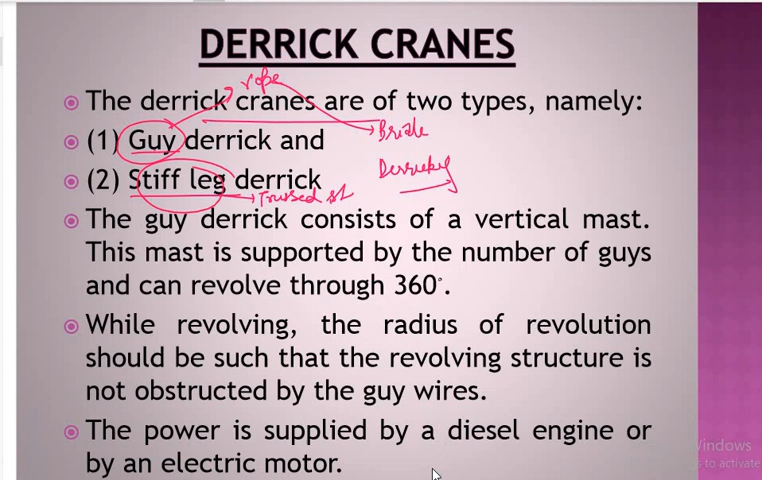 DERRICK CRANES
rope
The derrick cranes are of two types, namely:
Bridle
(1) Guy derrick and
(2) Stiff leg derrick
Trussed st
The guy derrick consists of a vertical mast.
This mast is supported by the number of guys
and can revolve through 360°.
While revolving, the radius of revolution
should be such that the revolving structure is
not obstructed by the guy wires.
The power is supplied by a diesel engine or
by an electric motor.
Windows
s to activate